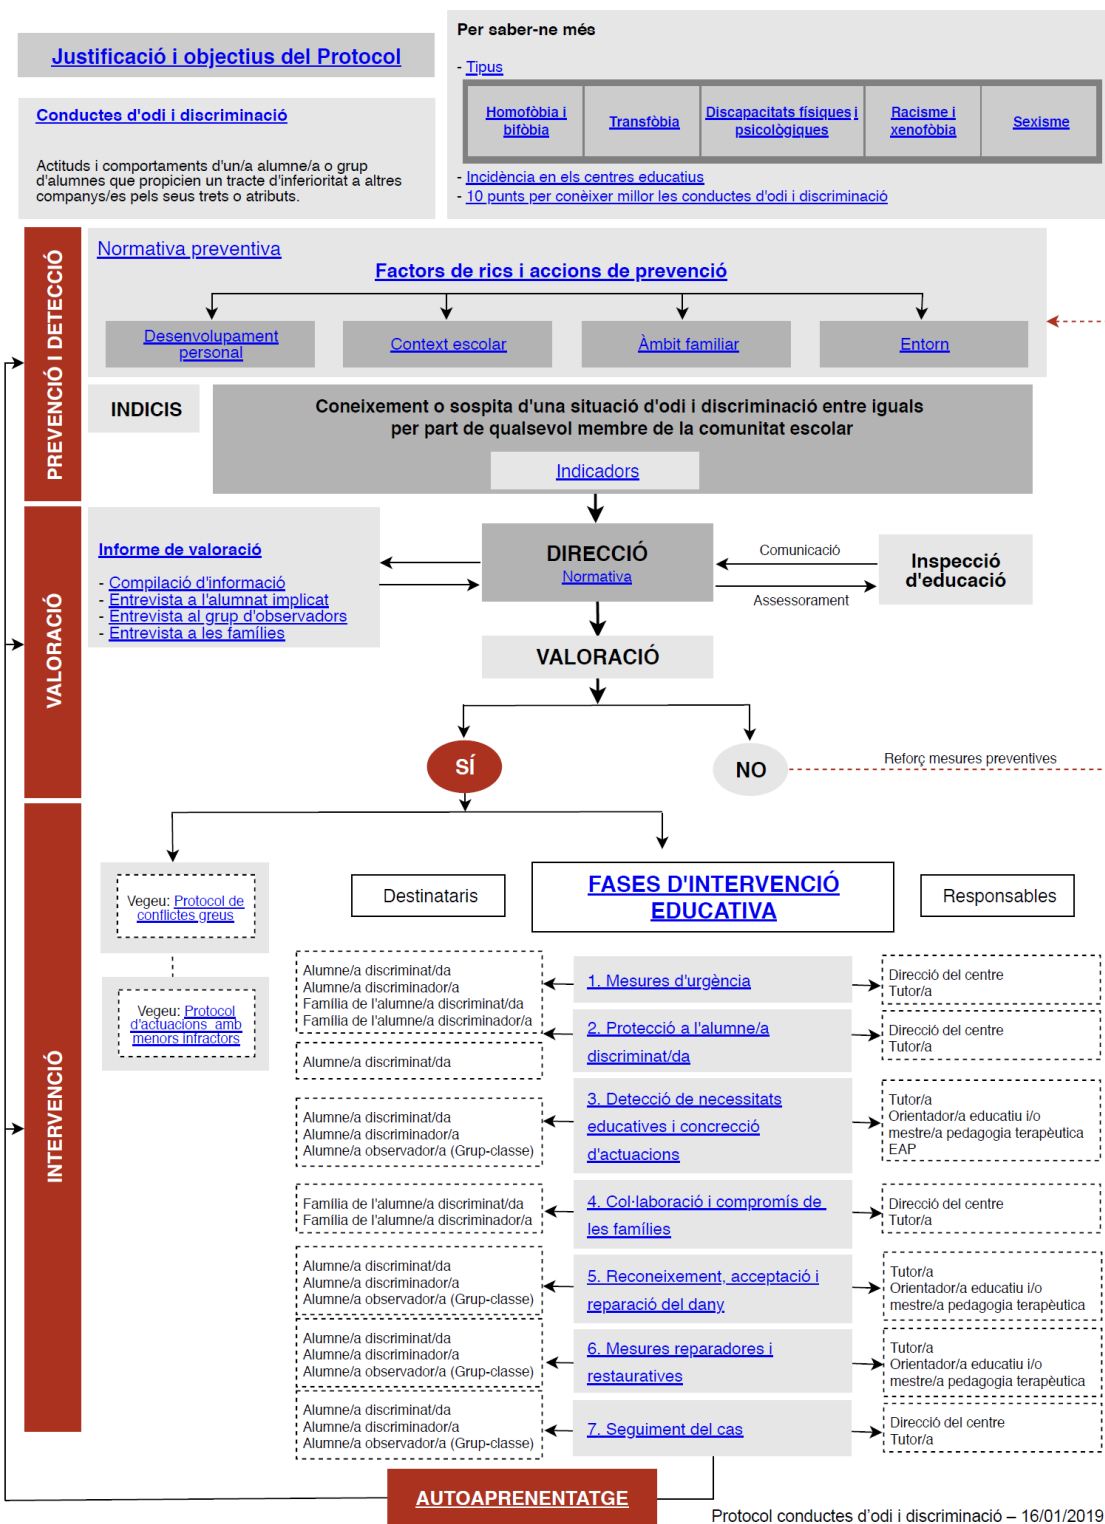 Justificació i objectius del Protocol
Conductes d'odi i discriminació
Actituds i comportaments d'un/a alumne/a o grup
d'alumnes que propicien un tracte d'inferioritat a altres
companys/es pels seus trets o atributs.
Per saber-ne més
- Tipus
Homofòbia i
bifòbia
Transfòbia
Discapacitats físiques i
psicològiques
Racisme i
xenofòbia
Sexisme
- Incidència en els centres educatius
- 10 punts per conèixer millor les conductes d'odi i discriminació
PREVENCIÓ I DETECCIÓ
Normativa preventiva
Factors de rics i accions de prevenció
Desenvolupament
personal
Context escolar
Àmbit familiar
Entorn
INDICIS
Coneixement o sospita d'una situació d'odi i discriminació entre iguals
per part de qualsevol membre de la comunitat escolar
Indicadors
VALORACIÓ
Informe de valoració
- Compilació d'informació
- Entrevista a l'alumnat implicat
- Entrevista al grup d'observadors
- Entrevista a les famílies
DIRECCIÓ
Normativa
Comunicació
Assessorament
Inspecció
d'educació
VALORACIÓ
SÍ
NO
Reforç mesures preventives
INTERVENCIÓ
Vegeu: Protocol de
conflictes greus
Vegeu: Protocol
d'actuacions amb
menors infractors
Destinataris
FASES D'INTERVENCIÓ
EDUCATIVA
Responsables
Alumne/a discriminat/da
Alumne/a discriminador/a
Família de l'alumne/a discriminat/da
Família de l'alumne/a discriminador/a
1. Mesures d'urgència
Direcció del centre
Tutor/a
Alumne/a discriminat/da
2. Protecció a l'alumne/a
discriminat/da
Direcció del centre
Tutor/a
Alumne/a discriminat/da
Alumne/a discriminador/a
Alumne/a observador/a (Grup-classe)
3. Detecció de necessitats
educatives i concrecció
d'actuacions
Tutor/a
Orientador/a educatiu i/o
mestre/a pedagogia terapèutica
EAP
Família de l'alumne/a discriminat/da
Família de l'alumne/a discriminador/a
4. Col·laboració i compromís de
les famílies
Direcció del centre
Tutor/a
Alumne/a discriminat/da
Alumne/a discriminador/a
Alumne/a observador/a (Grup-classe)
5. Reconeixement, acceptació i
reparació del dany
Tutor/a
Orientador/a educatiu i/o
mestre/a pedagogia terapèutica
Alumne/a discriminat/da
Alumne/a discriminador/a
Alumne/a observador/a (Grup-classe)
6. Mesures reparadores i
restauratives
Tutor/a
Orientador/a educatiu i/o
mestre/a pedagogia terapèutica
Alumne/a discriminat/da
Alumne/a discriminador/a
Alumne/a observador/a (Grup-classe)
7. Seguiment del cas
Direcció del centre
Tutor/a
AUTOAPRENENTATGE
Protocol conductes d'odi i discriminació – 16/01/2019